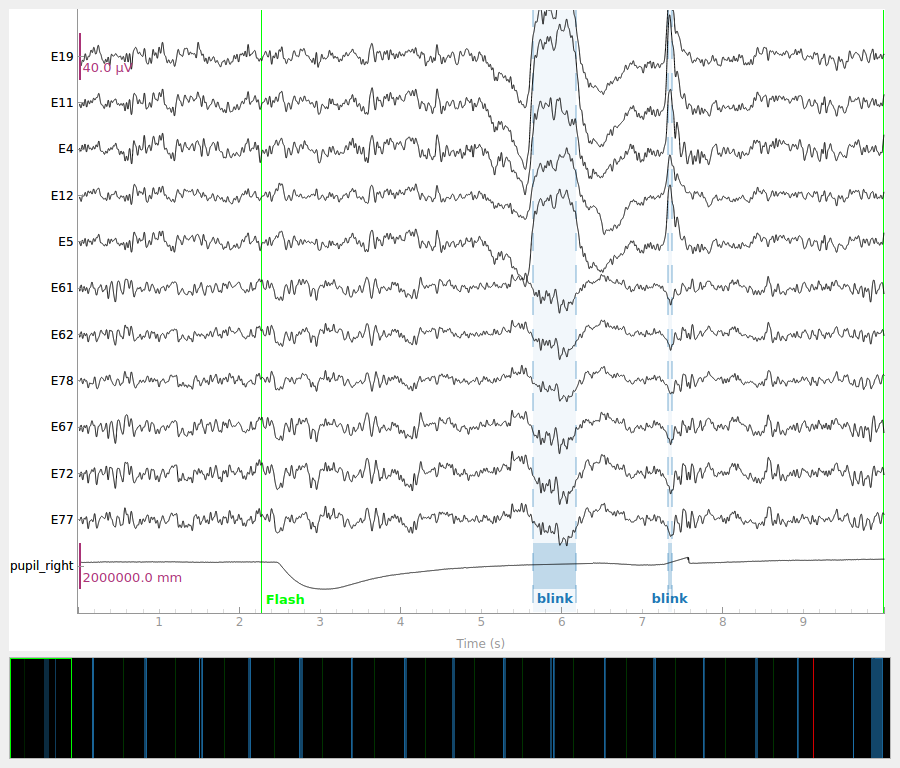 E19
40.0 µV
E11
E4
E12
E5
E61
E62
E78
E67
E72
E77
pupil_right
2000000.0 mm
Flash
blink
blink
1 2 3 4 5 6 7 8 9
Time (s)